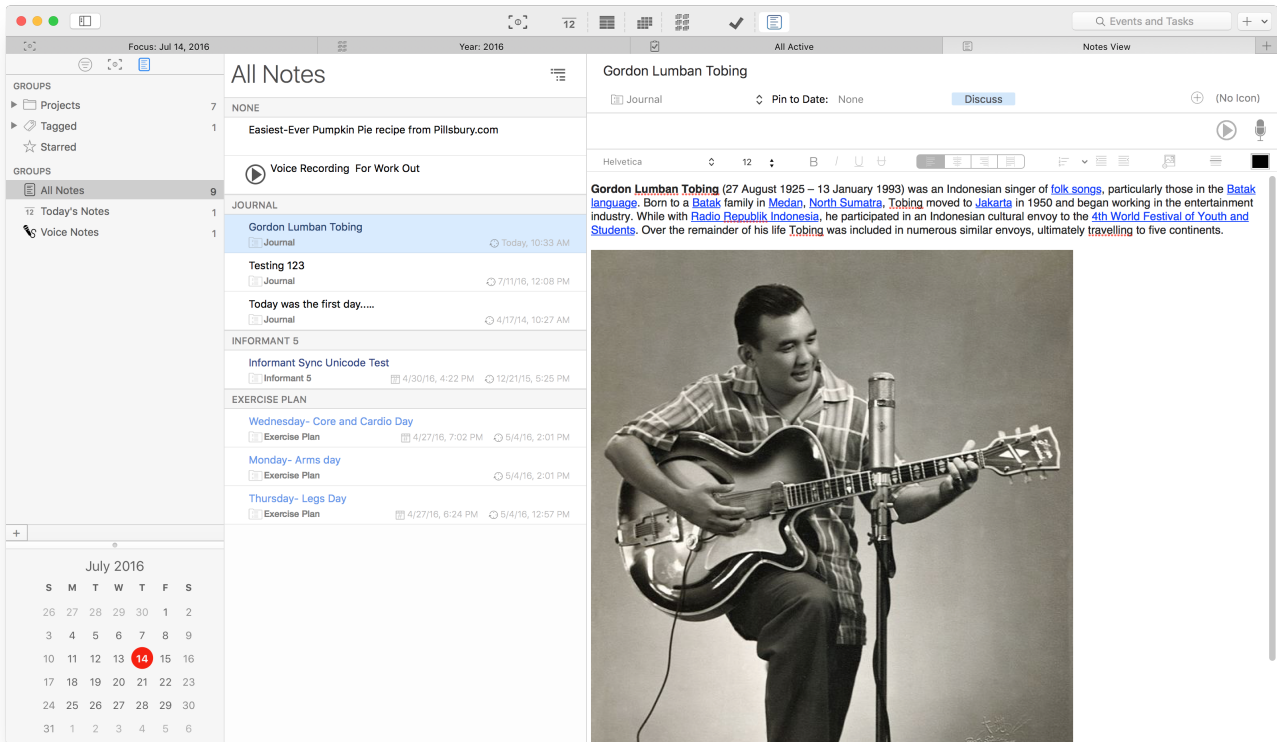 12
Events and Tasks
Focus: Jul 14, 2016
Year: 2016
All Active
Notes View
GROUPS
Projects 7
Tagged 1
Starred
GROUPS
All Notes 9
12 Today's Notes 1
Voice Notes 1
July 2016
S M T W T F S
26 27 28 29 30 1 2
3 4 5 6 7 8 9
10 11 12 13 14 15 16
17 18 19 20 21 22 23
24 25 26 27 28 29 30
31 1 2 3 4 5 6
All Notes
NONE
Easiest-Ever Pumpkin Pie recipe from Pillsbury.com
Voice Recording For Work Out
JOURNAL
Gordon Lumban Tobing
Journal Today, 10:33 AM
Testing 123
Journal 7/11/16, 12:08 PM
Today was the first day.....
Journal 4/17/14, 10:27 AM
INFORMANT 5
Informant Sync Unicode Test
Informant 5 4/30/16, 4:22 PM 12/21/15, 5:25 PM
EXERCISE PLAN
Wednesday- Core and Cardio Day
Exercise Plan 4/27/16, 7:02 PM 5/4/16, 2:01 PM
Monday- Arms day
Exercise Plan 5/4/16, 2:01 PM
Thursday- Legs Day
Exercise Plan 4/27/16, 6:24 PM 5/4/16, 12:57 PM
Gordon Lumban Tobing
Journal Pin to Date: None Discuss (No Icon)
Helvetica 12 B I U U
Gordon Lumban Tobing (27 August 1925 – 13 January 1993) was an Indonesian singer of folk songs, particularly those in the Batak
language. Born to a Batak family in Medan, North Sumatra, Tobing moved to Jakarta in 1950 and began working in the entertainment
industry. While with Radio Republik Indonesia, he participated in an Indonesian cultural envoy to the 4th World Festival of Youth and
Students. Over the remainder of his life Tobing was included in numerous similar envoys, ultimately travelling to five continents.